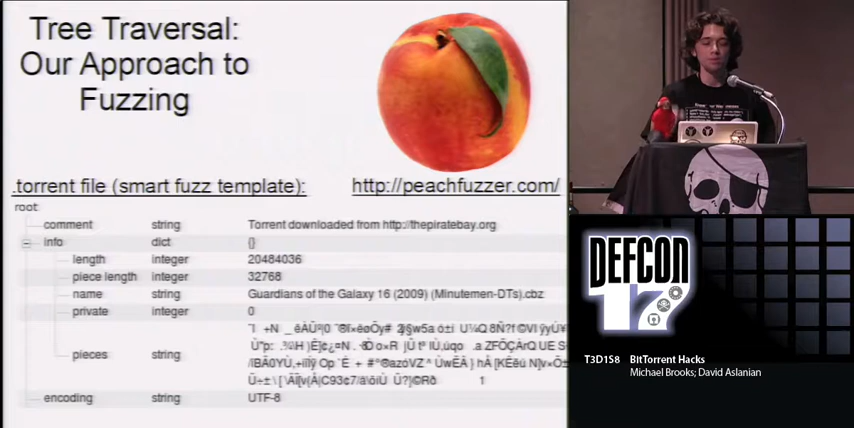 Tree Traversal:
Our Approach to
Fuzzing
.torrent file (smart fuzz template):
http://peachfuzzer.com/
root:
comment string Torrent downloaded from http://thepiratebay.org
info dict {}
length integer 20484036
piece length integer 32768
name string Guardians of the Galaxy 16 (2009) (Minutemen-DTs).cbz
private integer 0
pieces string
encoding string UTF-8
DEFCON
17
T3D1S8 BitTorrent Hacks
Michael Brooks; David Aslanian